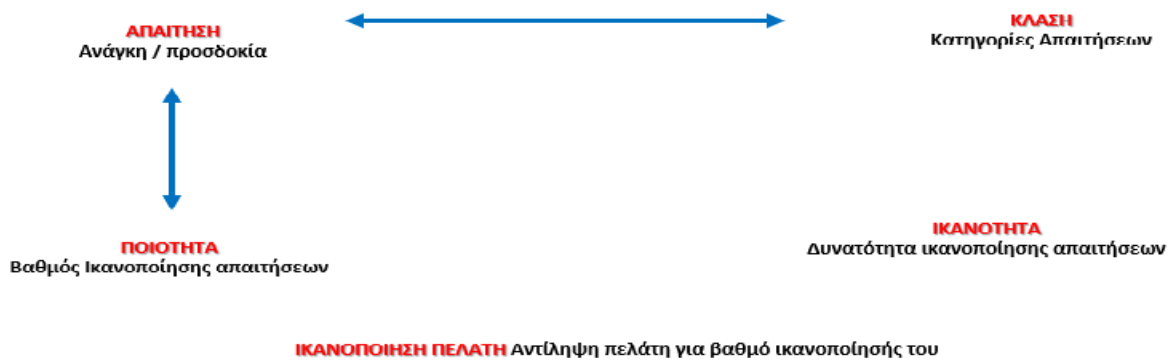 ΑΠΑΙΤΗΣΗ
Ανάγκη / προσδοκία
ΚΛΑΣΗ
Κατηγορίες Απαιτήσεων
ΠΟΙΟΤΗΤΑ
Βαθμός Ικανοποίησης απαιτήσεων
ΙΚΑΝΟΤΗΤΑ
Δυνατότητα ικανοποίησης απαιτήσεων
ΙΚΑΝΟΠΟΙΗΣΗ ΠΕΛΑΤΗ Αντίληψη πελάτη για βαθμό ικανοποίησής του